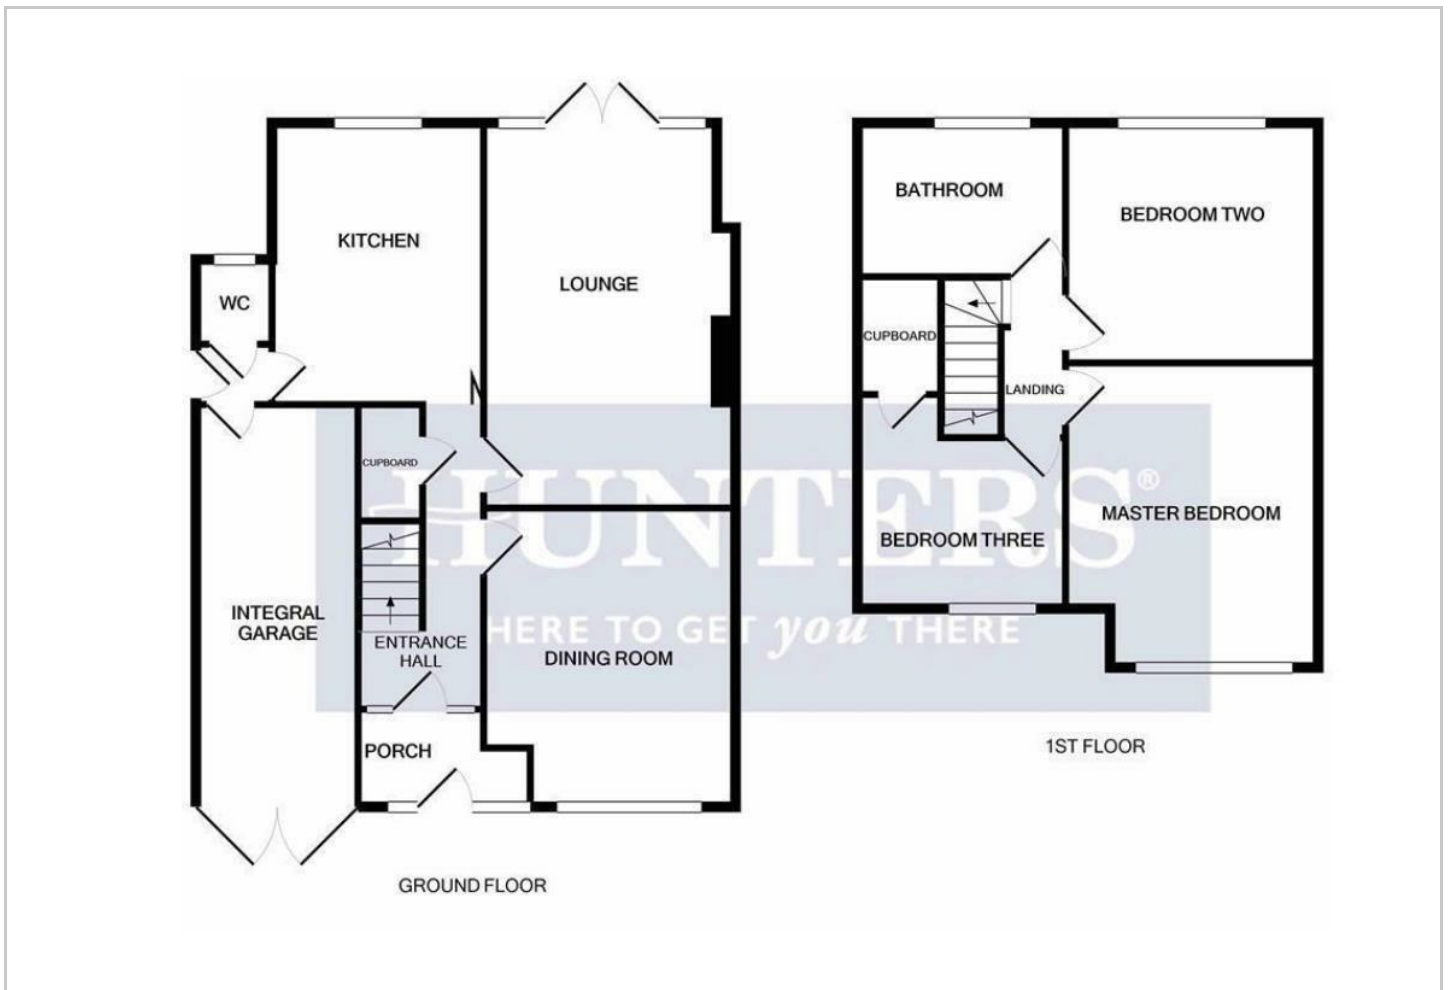 KITCHEN
LOUNGE
WC
CUPBOARD
INTEGRAL
GARAGE
ENTRANCE
HALL
DINING ROOM
PORCH
GROUND FLOOR
BATHROOM
BEDROOM TWO
CUPBOARD
LANDING
MASTER BEDROOM
BEDROOM THREE
1ST FLOOR
HUNTERS®
HERE TO GET you THERE